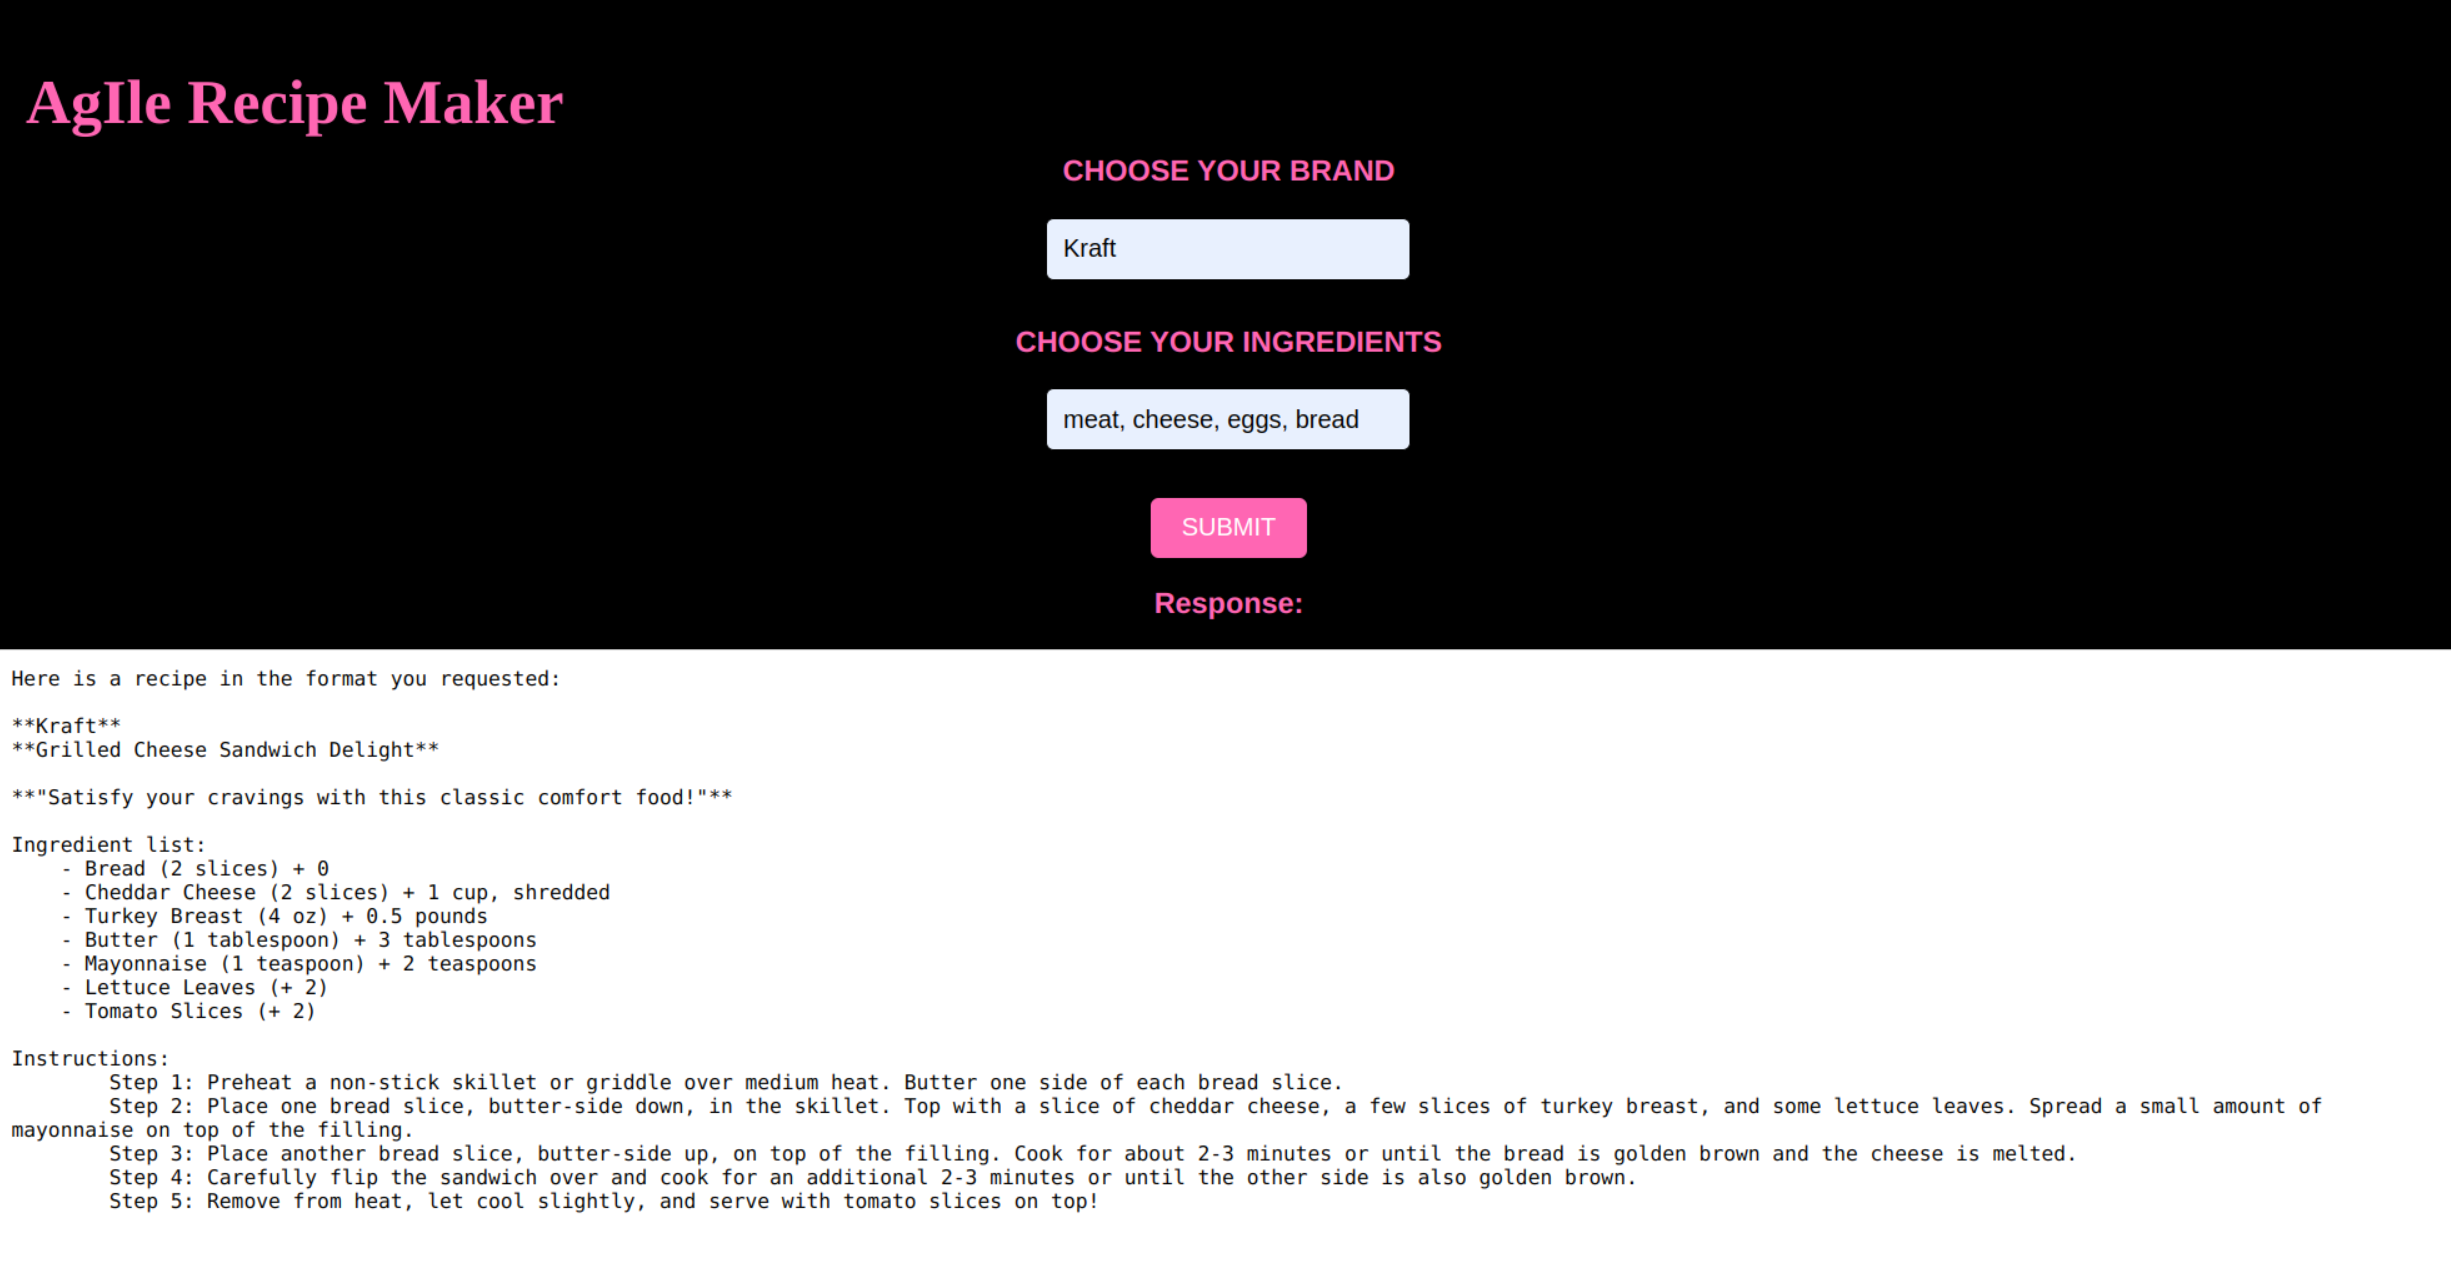 AgIle Recipe Maker
CHOOSE YOUR BRAND
Kraft
CHOOSE YOUR INGREDIENTS
meat, cheese, eggs, bread
SUBMIT
Response:
Here is a recipe in the format you requested:
**Kraft**
**Grilled Cheese Sandwich Delight**
**"Satisfy your cravings with this classic comfort food!"**
Ingredient list:
- Bread (2 slices) + 0
- Cheddar Cheese (2 slices) + 1 cup, shredded
- Turkey Breast (4 oz) + 0.5 pounds
- Butter (1 tablespoon) + 3 tablespoons
- Mayonnaise (1 teaspoon) + 2 teaspoons
- Lettuce Leaves (+ 2)
- Tomato Slices (+ 2)
Instructions:
Step 1: Preheat a non-stick skillet or griddle over medium heat. Butter one side of each bread slice.
Step 2: Place one bread slice, butter-side down, in the skillet. Top with a slice of cheddar cheese, a few slices of turkey breast, and some lettuce leaves. Spread a small amount of
mayonnaise on top of the filling.
Step 3: Place another bread slice, butter-side up, on top of the filling. Cook for about 2-3 minutes or until the bread is golden brown and the cheese is melted.
Step 4: Carefully flip the sandwich over and cook for an additional 2-3 minutes or until the other side is also golden brown.
Step 5: Remove from heat, let cool slightly, and serve with tomato slices on top!